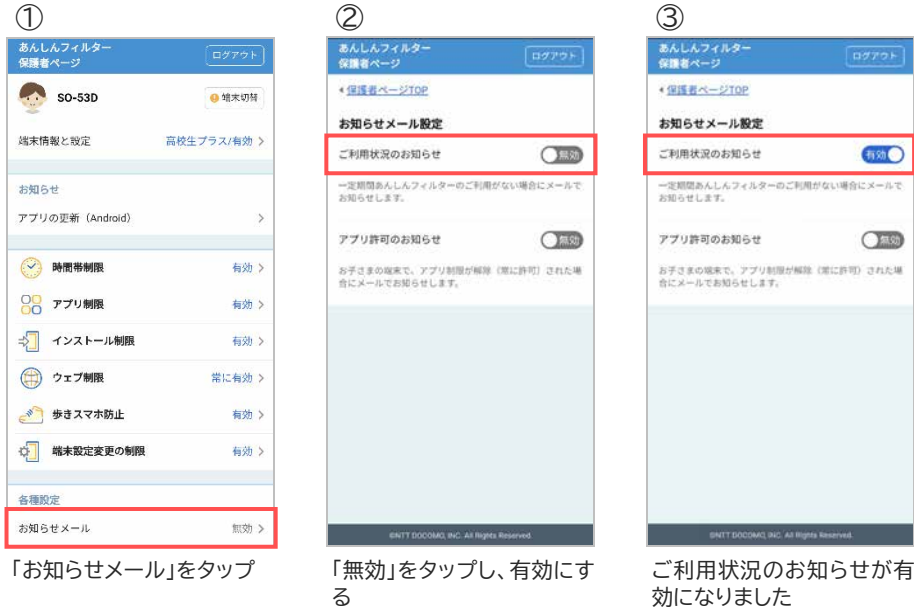 ①
あんしんフィルター
保護者ページ
ログアウト
SO-53D
端末切替
端末情報と設定
高校生プラス/有効 >
お知らせ
アプリの更新（Android） >
時間帯制限 有効 >
アプリ制限 有効 >
インストール制限 有効 >
ウェブ制限 常に有効 >
歩きスマホ防止 有効 >
端末設定変更の制限 有効 >
各種設定
お知らせメール 無効 >
「お知らせメール」をタップ
②
あんしんフィルター
保護者ページ
ログアウト
保護者ページTOP
お知らせメール設定
ご利用状況のお知らせ 無効
一定期間あんしんフィルターのご利用がない場合にメールで
お知らせします。
アプリ許可のお知らせ 無効
お子さまの端末で、アプリ制限が解除（常に許可）された場
合にメールでお知らせします。
©NTT DOCOMO, INC. All Rights Reserved.
「無効」をタップし、有効にす
る
③
あんしんフィルター
保護者ページ
ログアウト
保護者ページTOP
お知らせメール設定
ご利用状況のお知らせ 有効
一定期間あんしんフィルターのご利用がない場合にメールで
お知らせします。
アプリ許可のお知らせ 無効
お子さまの端末で、アプリ制限が解除（常に許可）された場
合にメールでお知らせします。
©NTT DOCOMO, INC. All Rights Reserved.
ご利用状況のお知らせが有
効になりました